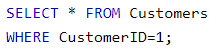 SELECT * FROM Customers
WHERE CustomerID=1;